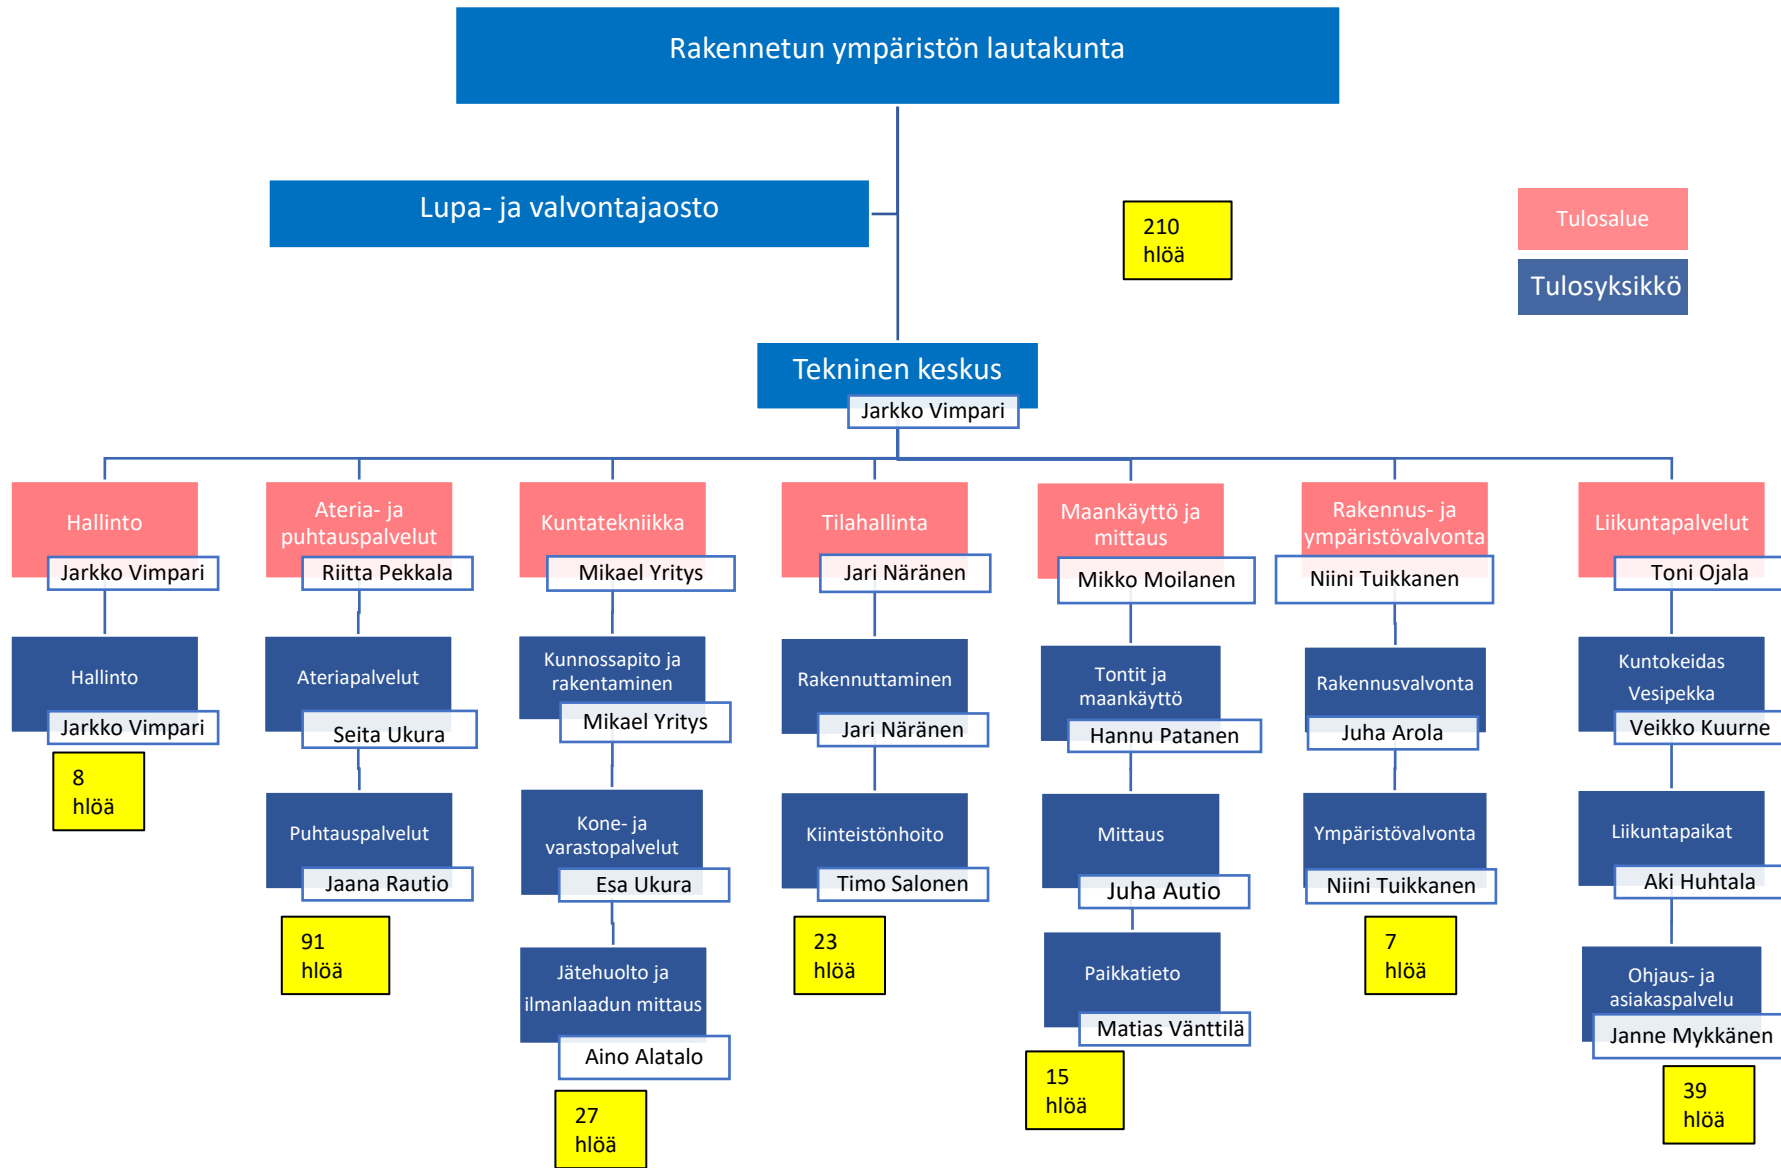 Rakennetun ympäristön lautakunta
Lupa- ja valvontajaosto
210
hlöä
Tulosalue
Tulosyksikkö
Tekninen keskus
Jarkko Vimpari
Hallinto
Jarkko Vimpari
Hallinto
Jarkko Vimpari
8
hlöä
Ateria- ja
puhtauspalvelut
Riitta Pekkala
Ateriapalvelut
Seita Ukura
Puhtauspalvelut
Jaana Rautio
91
hlöä
Kuntatekniikka
Mikael Yritys
Kunnossapito ja
rakentaminen
Mikael Yritys
Kone- ja
varastopalvelut
Esa Ukura
Jätehuolto ja
ilmanlaadun mittaus
Aino Alatalo
27
hlöä
Tilahallinta
Jari Näränen
Rakennuttaminen
Jari Näränen
Kiinteistönhoito
Timo Salonen
23
hlöä
Maankäyttö ja
mittaus
Mikko Moilanen
Tontit ja
maankäyttö
Hannu Patanen
Mittaus
Juha Autio
Paikkatieto
Matias Vänttilä
15
hlöä
Rakennus- ja
ympäristövalvonta
Niini Tuikkanen
Rakennusvalvonta
Juha Arola
Ympäristövalvonta
Niini Tuikkanen
7
hlöä
Liikuntapalvelut
Toni Ojala
Kuntokeidas
Vesipekka
Veikko Kuurne
Liikuntapaikat
Aki Huhtala
Ohjaus- ja
asiakaspalvelu
Janne Mykkänen
39
hlöä